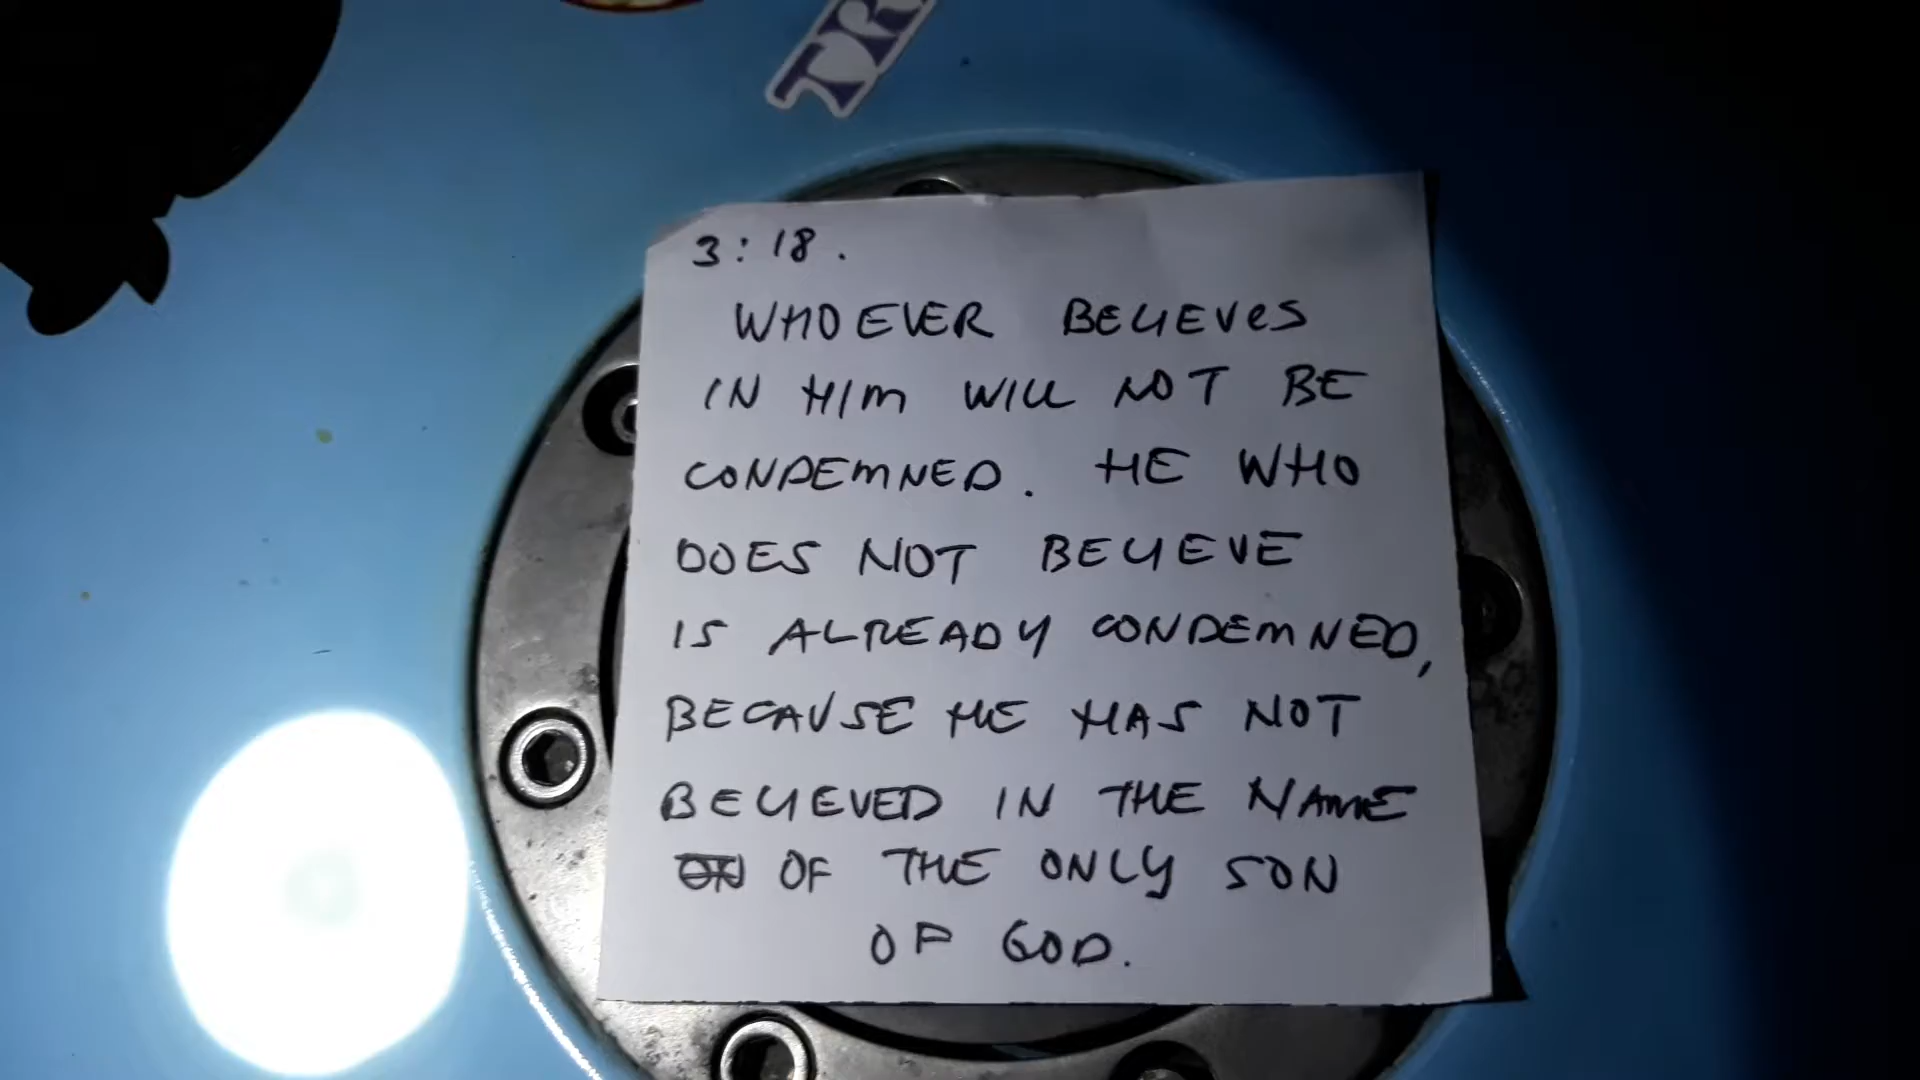 TR
3:18.
WHOEVER BELIEVES
IN HIM WILL NOT BE
CONDEMNED. HE WHO
DOES NOT BELIEVE
IS ALREADY CONDEMNED,
BECAUSE HE HAS NOT
BELIEVED IN THE NAME
OF THE ONLY SON
OF GOD.